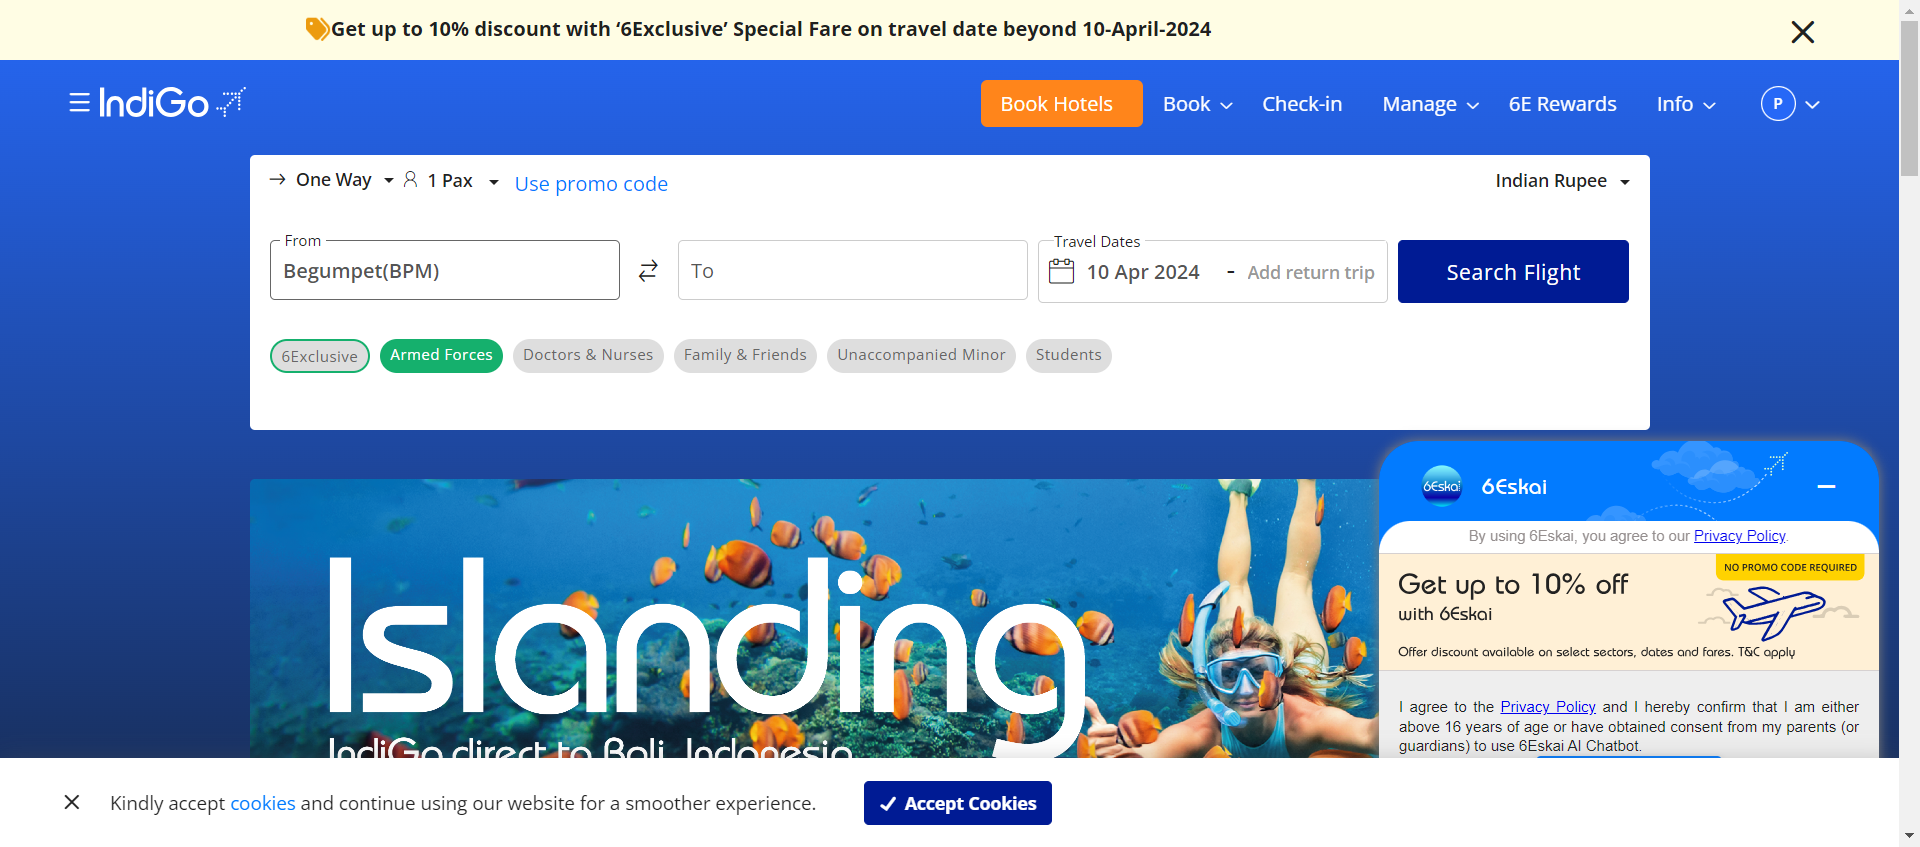 Get up to 10% discount with ‘6Exclusive’ Special Fare on travel date beyond 10-April-2024
IndiGo
Book Hotels
Book
Check-in
Manage
6E Rewards
Info
P
One Way
1 Pax
Use promo code
Indian Rupee
From
Begumpet(BPM)
To
Travel Dates
10 Apr 2024 - Add return trip
Search Flight
6Exclusive
Armed Forces
Doctors & Nurses
Family & Friends
Unaccompanied Minor
Students
Islanding
IndiGo direct to Bali, Indonesia
6Eskai
6Eskai
By using 6Eskai, you agree to our Privacy Policy.
NO PROMO CODE REQUIRED
Get up to 10% off
with 6Eskai
Offer discount available on select sectors, dates and fares. T&C apply
I agree to the Privacy Policy and I hereby confirm that I am either
above 16 years of age or have obtained consent from my parents (or
guardians) to use 6Eskai AI Chatbot.
Kindly accept cookies and continue using our website for a smoother experience.
Accept Cookies